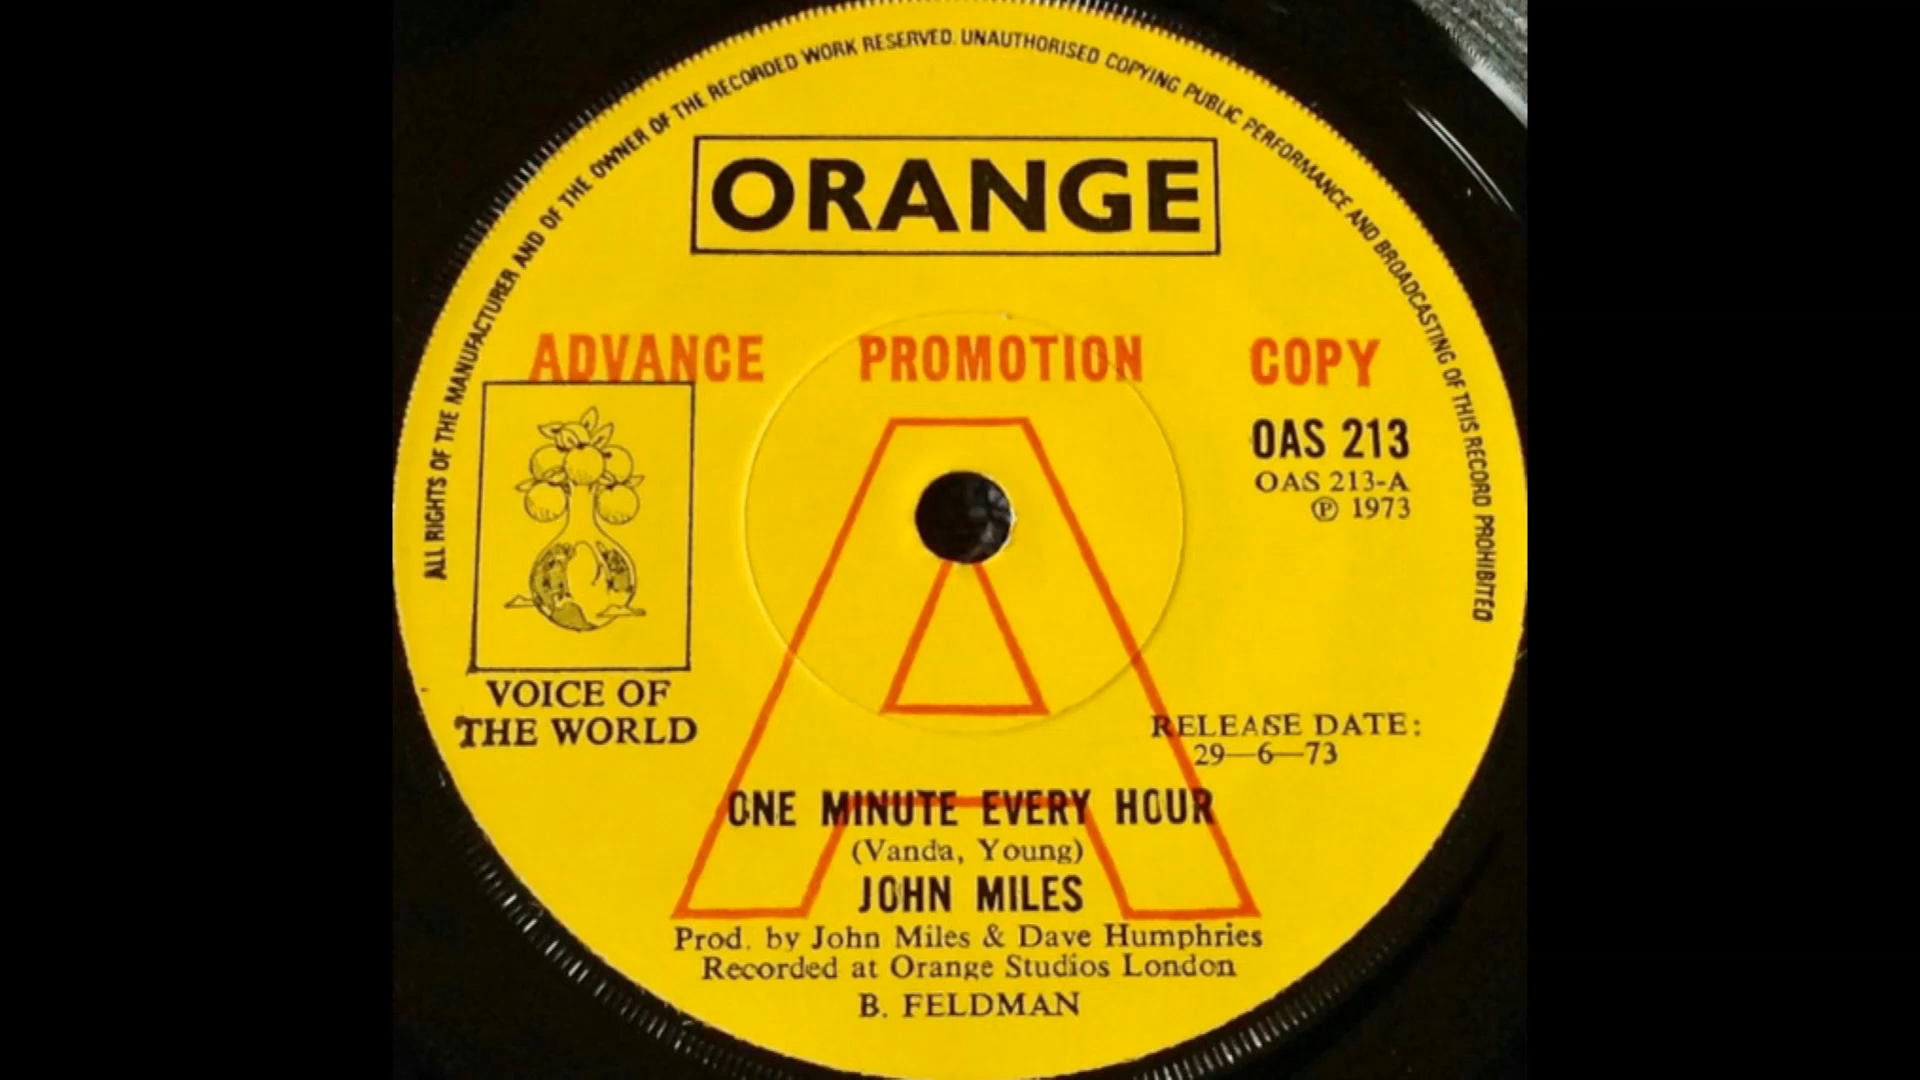 ALL RIGHTS OF THE MANUFACTURER AND OF THE OWNER OF THE RECORDED WORK RESERVED. UNAUTHORISED COPYING PUBLIC PERFORMANCE AND BROADCASTING OF THIS RECORD PROHIBITED
ORANGE
ADVANCE PROMOTION COPY
OAS 213
OAS 213-A
℗ 1973
A
VOICE OF
THE WORLD
RELEASE DATE:
29—6—73
ONE MINUTE EVERY HOUR
(Vanda, Young)
JOHN MILES
Prod. by John Miles & Dave Humphries
Recorded at Orange Studios London
B. FELDMAN